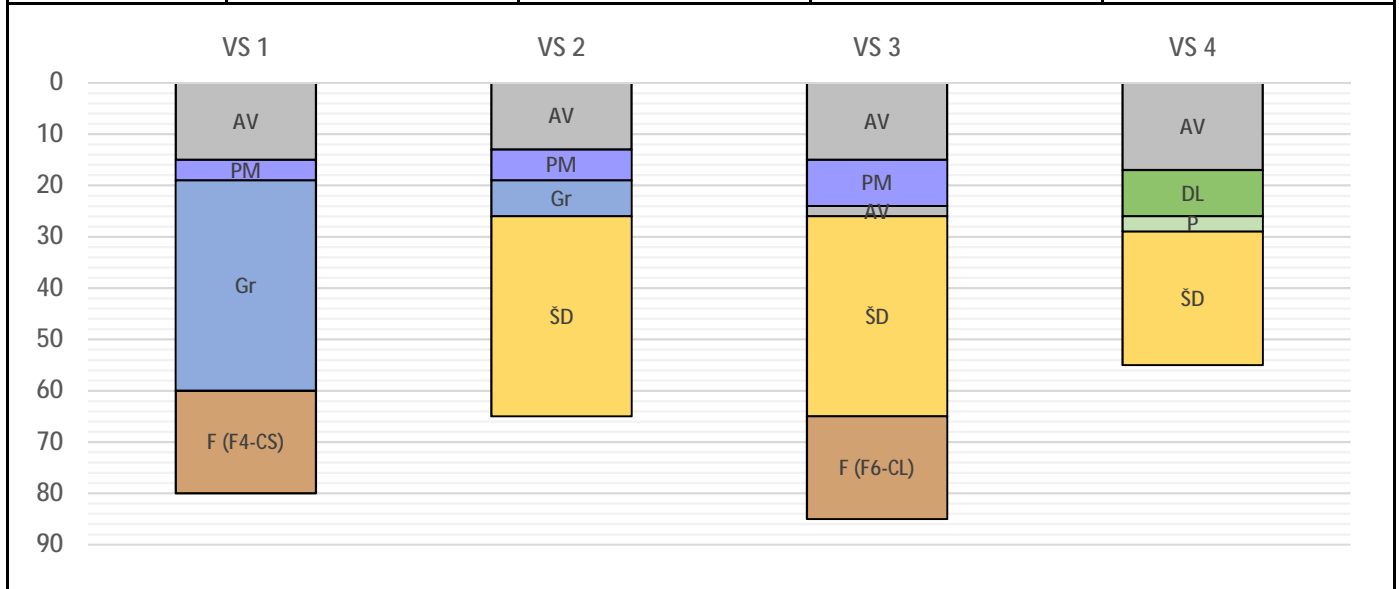 VS 1 VS 2 VS 3 VS 4
0
10
20
30
40
50
60
70
80
90
AV
PM
Gr
F (F4-CS)
AV
PM
Gr
ŠD
AV
PM
AV
ŠD
F (F6-CL)
AV
DL
P
ŠD